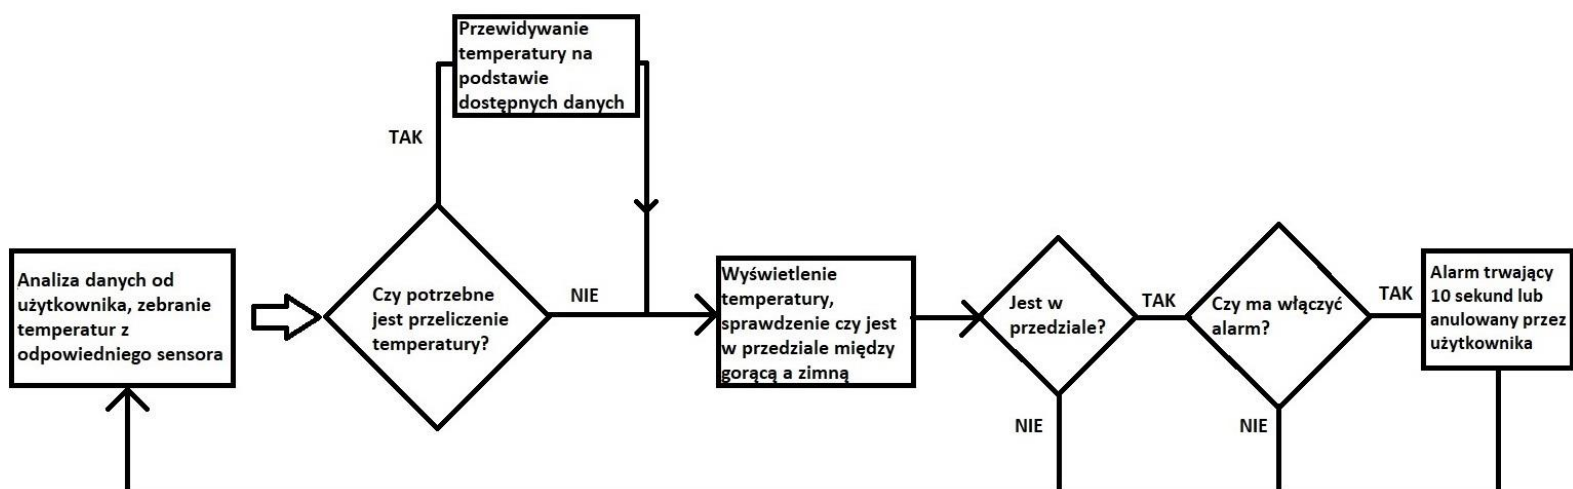 Przewidywanie
temperatury na
podstawie
dostępnych danych
TAK
Analiza danych od
użytkownika, zebranie
temperatur z
odpowiedniego sensora
Czy potrzebne
jest przeliczenie
temperatury?
NIE
Wyświetlenie
temperatury,
sprawdzenie czy jest
w przedziale między
gorącą a zimną
Jest w
przedziale?
TAK
NIE
Czy ma włączyć
alarm?
TAK
NIE
Alarm trwający
10 sekund lub
anulowany przez
użytkownika